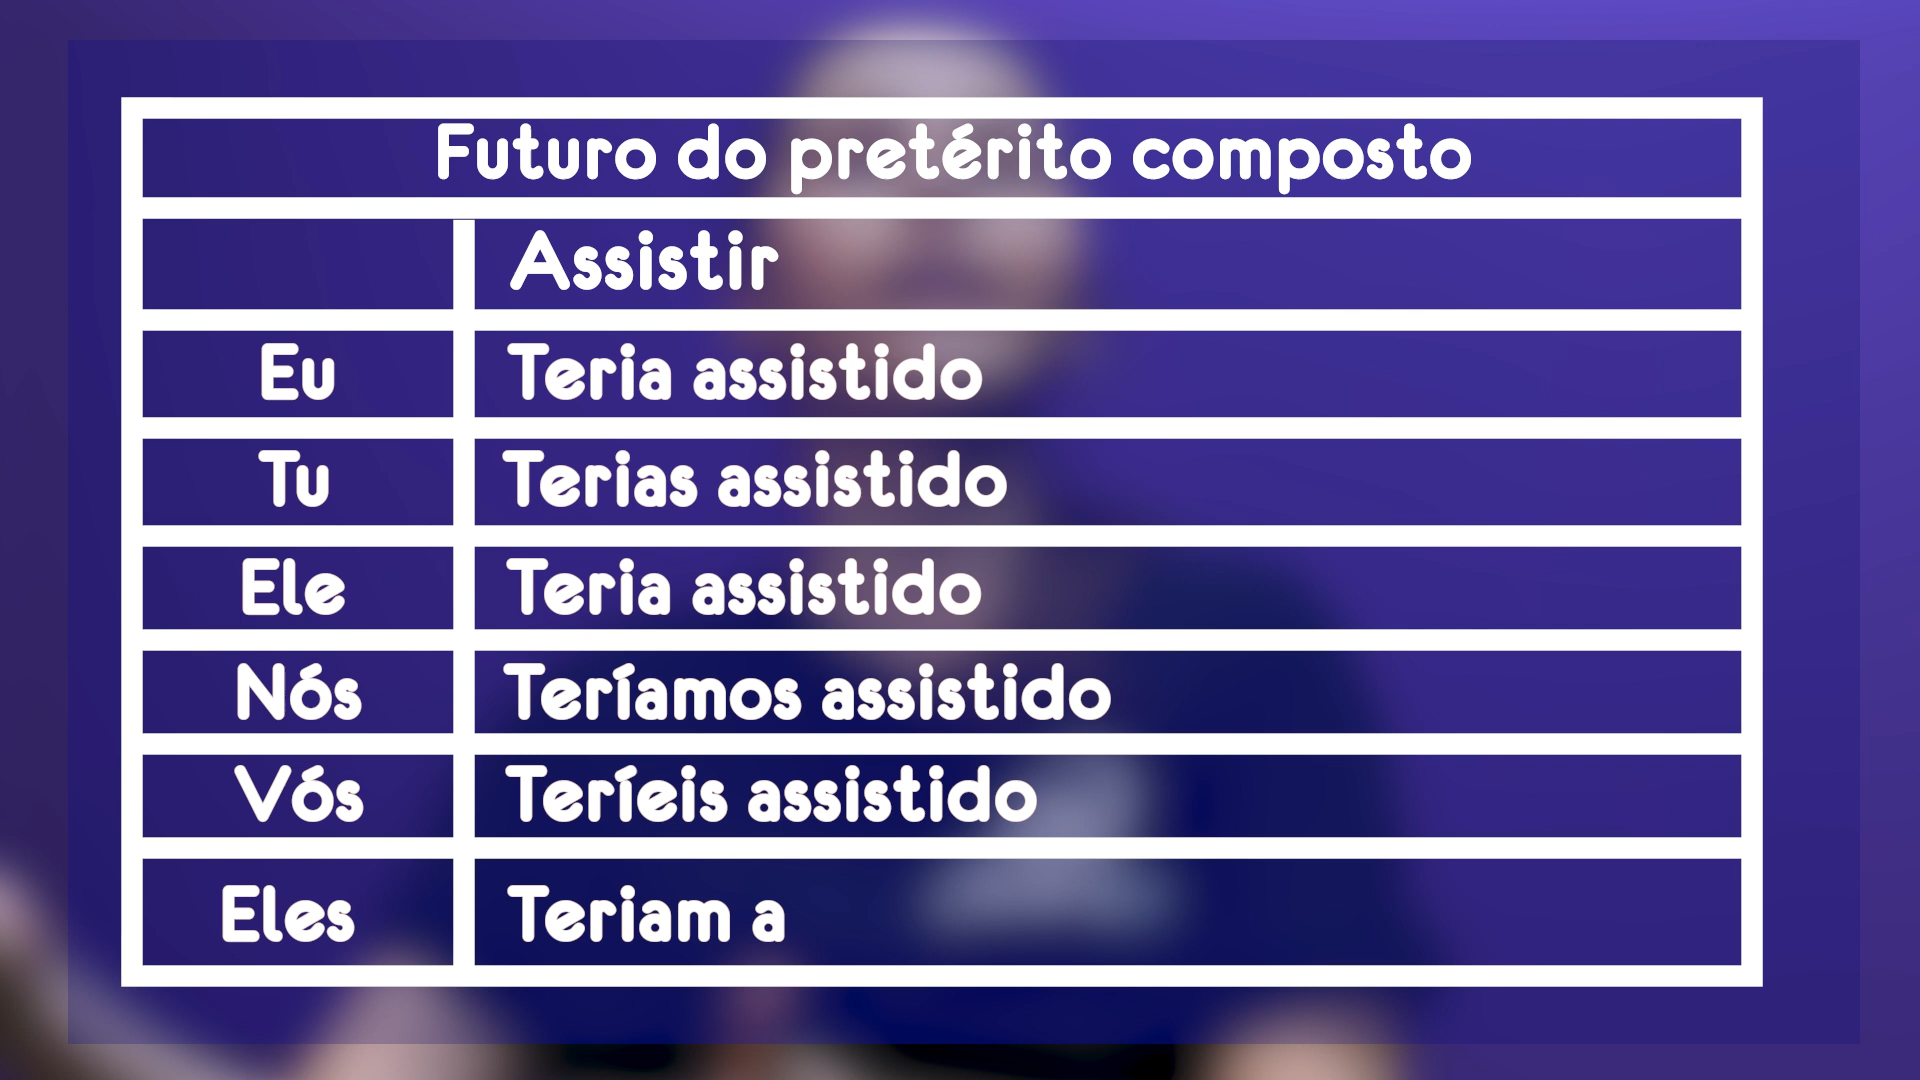 Futuro do pretérito composto
Assistir
Eu Teria assistido
Tu Terias assistido
Ele Teria assistido
Nós Teríamos assistido
Vós Teríeis assistido
Eles Teriam a